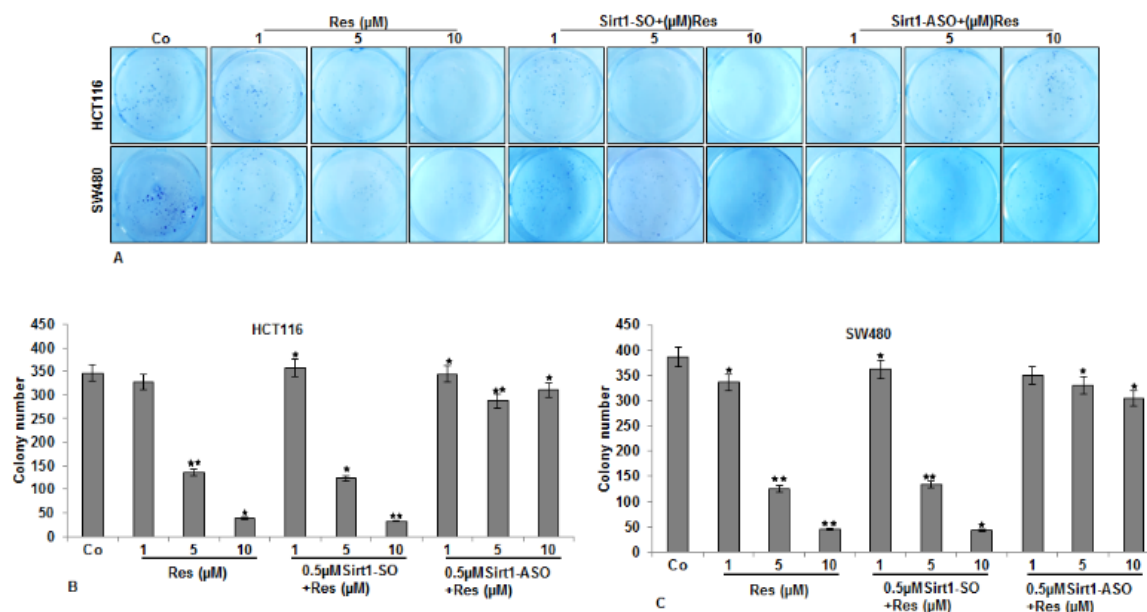 Res (µM) Sirt1-SO+(µM)Res Sirt1-ASO+(µM)Res
Co 1 5 10 1 5 10 1 5 10
HCT116
SW480
A
HCT116
Colony number
450
400
350
300
250
200
150
100
50
0
★★ ★ ★ ★ ★★ ★ ★★ ★
Co 1 5 10 1 5 10 1 5 10
Res (µM) 0.5µMSirt1-SO 0.5µMSirt1-ASO
+Res (µM) +Res (µM)
B
SW480
Colony number
450
400
350
300
250
200
150
100
50
0
★ ★★ ★★ ★ ★★ ★ ★ ★
Co 1 5 10 1 5 10 1 5 10
Res (µM) 0.5µMSirt1-SO 0.5µMSirt1-ASO
+Res (µM) +Res (µM)
C